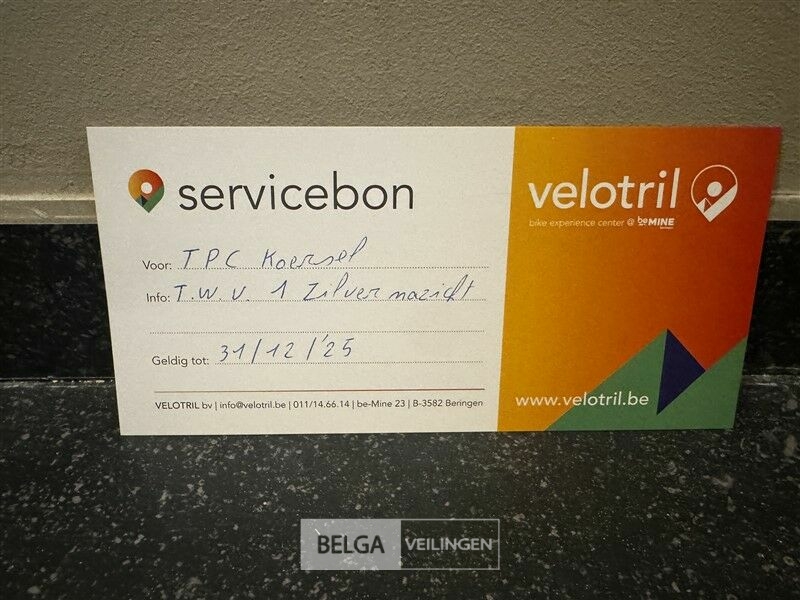 servicebon
Voor: TPC Koersel
Info: T.W.V. 1 Zilver nazicht
Geldig tot: 31/12/'25
VELOTRIL bv | info@velotril.be | 011/14.66.14 | be-Mine 23 | B-3582 Beringen
velotril
bike experience center @ beMINE
www.velotril.be
BELGA VEILINGEN